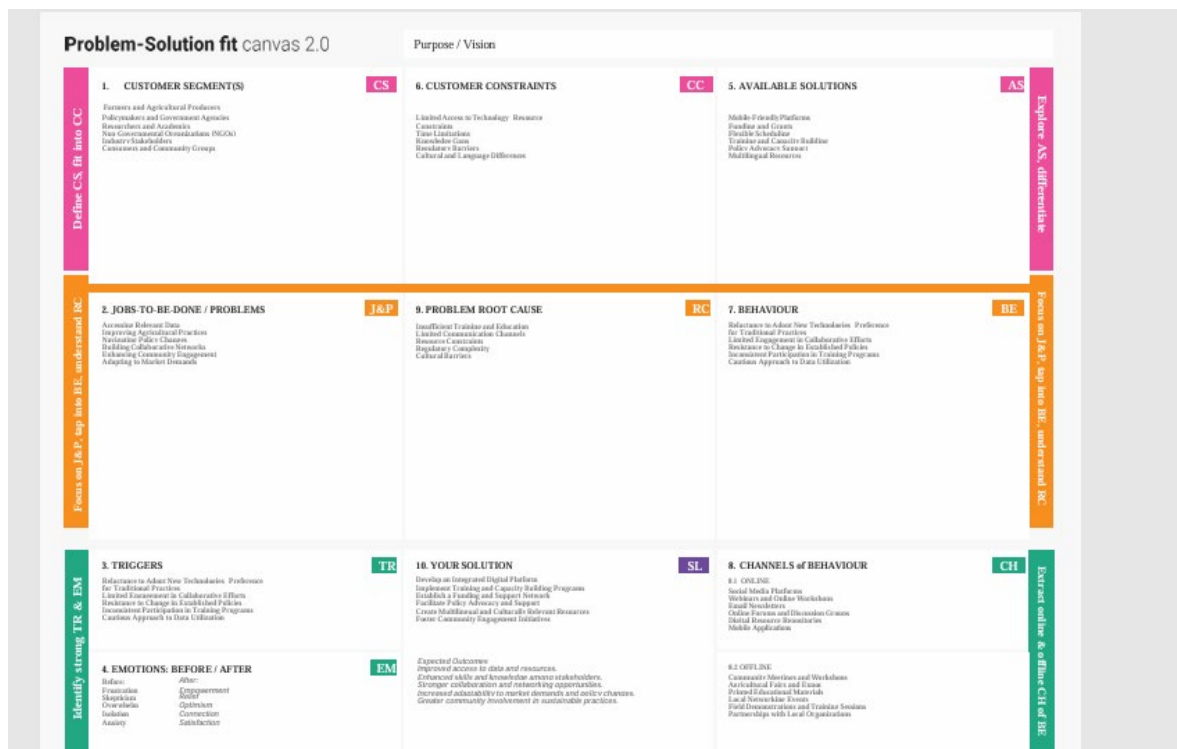 Problem-Solution fit canvas 2.0
Purpose / Vision
Define CS, fit into CC
1. CUSTOMER SEGMENT(S)
CS
Farmers and Agricultural Producers
Policymakers and Government Agencies
Researchers and Academics
Non-Governmental Organizations (NGOs)
Industry Stakeholders
Consumers and Community Groups
6. CUSTOMER CONSTRAINTS
CC
Limited Access to Technology Resource
Constraints
Time Limitations
Knowledge Gaps
Regulatory Barriers
Cultural and Language Differences
5. AVAILABLE SOLUTIONS
AS
Mobile-Friendly Platforms
Funding and Grants
Flexible Scheduling
Training and Capacity Building
Policy Advocacy Support
Multilingual Resources
Explore AS, differentiate
Focus on J&P, tap into BE, understand RC
2. JOBS-TO-BE-DONE / PROBLEMS
J&P
Accessing Relevant Data
Improving Agricultural Practices
Navigating Policy Changes
Building Collaborative Networks
Enhancing Community Engagement
Adapting to Market Demands
9. PROBLEM ROOT CAUSE
RC
Insufficient Training and Education
Limited Communication Channels
Resource Constraints
Regulatory Complexity
Cultural Barriers
7. BEHAVIOUR
BE
Reluctance to Adopt New Technologies Preference
for Traditional Practices
Limited Engagement in Collaborative Efforts
Resistance to Change in Established Policies
Inconsistent Participation in Training Programs
Cautious Approach to Data Utilization
Focus on J&P, tap into BE, understand RC
Identify strong TR & EM
3. TRIGGERS
TR
Reluctance to Adopt New Technologies Preference
for Traditional Practices
Limited Engagement in Collaborative Efforts
Resistance to Change in Established Policies
Inconsistent Participation in Training Programs
Cautious Approach to Data Utilization
4. EMOTIONS: BEFORE / AFTER
EM
Before:
Frustration
Skepticism
Overwhelm
Isolation
Anxiety
After:
Empowerment
Relief
Optimism
Connection
Satisfaction
10. YOUR SOLUTION
SL
Develop an Integrated Digital Platform
Implement Training and Capacity Building Programs
Establish a Funding and Support Network
Facilitate Policy Advocacy and Support
Create Multilingual and Culturally Relevant Resources
Foster Community Engagement Initiatives
Expected Outcomes
Improved access to data and resources.
Enhanced skills and knowledge among stakeholders.
Stronger collaboration and networking opportunities.
Increased adaptability to market demands and policy changes.
Greater community involvement in sustainable practices.
8. CHANNELS of BEHAVIOUR
CH
8.1 ONLINE
Social Media Platforms
Webinars and Online Workshops
Email Newsletters
Online Forums and Discussion Groups
Digital Resource Repositories
Mobile Applications
8.2 OFFLINE
Community Meetings and Workshops
Agricultural Fairs and Expos
Printed Educational Materials
Local Networking Events
Field Demonstrations and Training Sessions
Partnerships with Local Organizations
Extract online & offline CH of BE